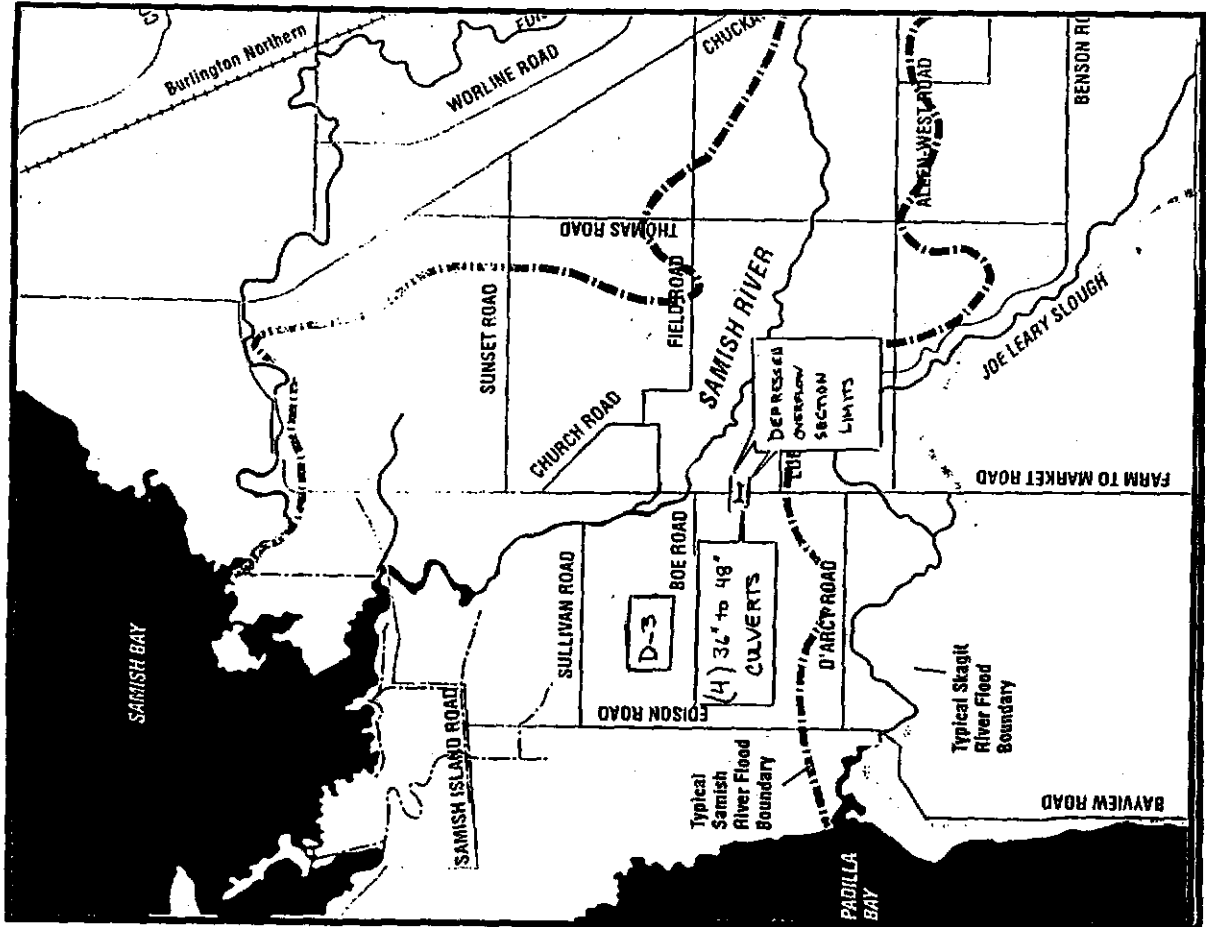 Burlington Northern
WORLINE ROAD
ALLEN-WEST ROAD
THOMAS ROAD
SUNSET ROAD
FIELD ROAD
SAMISH RIVER
CHURCH ROAD
DEPRESSED
OVERFLOW
SECTION
LIMITS
JOE LEARY SLOUGH
FARM TO MARKET ROAD
SAMISH BAY
SULLIVAN ROAD
BOE ROAD
D-3
(4) 36" to 48"
CULVERTS
D'ARCY ROAD
EDISON ROAD
SAMISH ISLAND ROAD
Typical
Samish
River Flood
Boundary
Typical Skagit
River Flood
Boundary
BAYVIEW ROAD
PADILLA
BAY